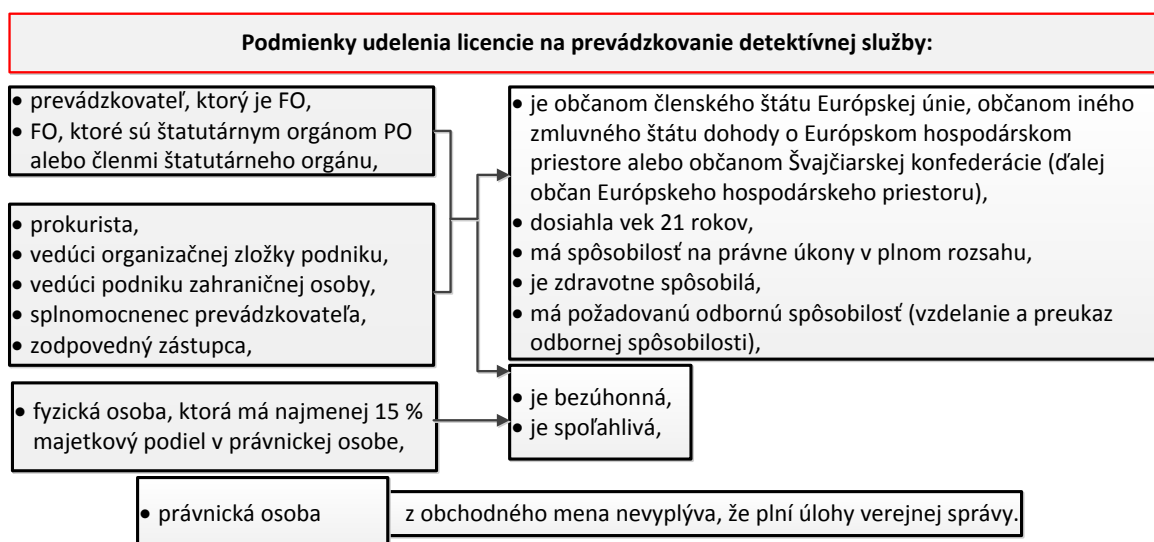 Podmienky udelenia licencie na prevádzkovanie detektívnej služby:
• prevádzkovateľ, ktorý je FO,
• FO, ktoré sú štatutárnym orgánom PO
alebo členmi štatutárneho orgánu,
• prokurista,
• vedúci organizačnej zložky podniku,
• vedúci podniku zahraničnej osoby,
• splnomocnenec prevádzkovateľa,
• zodpovedný zástupca,
• fyzická osoba, ktorá má najmenej 15 %
majetkový podiel v právnickej osobe,
• je občanom členského štátu Európskej únie, občanom iného
zmluvného štátu dohody o Európskom hospodárskom
priestore alebo občanom Švajčiarskej konfederácie (ďalej
občan Európskeho hospodárskeho priestoru),
• dosiahla vek 21 rokov,
• má spôsobilosť na právne úkony v plnom rozsahu,
• je zdravotne spôsobilá,
• má požadovanú odbornú spôsobilosť (vzdelanie a preukaz
odbornej spôsobilosti),
• je bezúhonná,
• je spoľahlivá,
• právnická osoba
z obchodného mena nevyplýva, že plní úlohy verejnej správy.